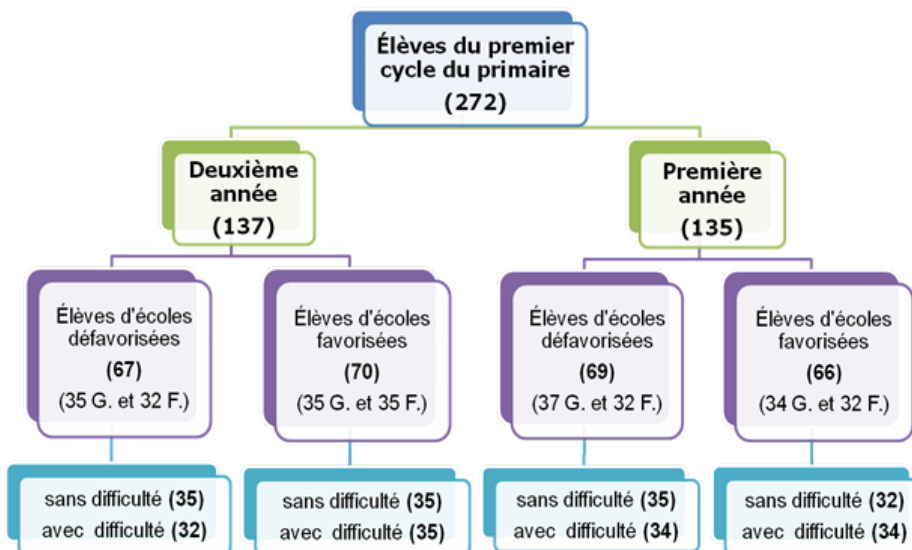 Élèves du premier
cycle du primaire
(272)
Deuxième
année
(137)
Première
année
(135)
Élèves d'écoles
défavorisées
(67)
(35 G. et 32 F.)
Élèves d'écoles
favorisées
(70)
(35 G. et 35 F.)
Élèves d'écoles
défavorisées
(69)
(37 G. et 32 F.)
Élèves d'écoles
favorisées
(66)
(34 G. et 32 F.)
sans difficulté (35)
avec difficulté (32)
sans difficulté (35)
avec difficulté (35)
sans difficulté (35)
avec difficulté (34)
sans difficulté (32)
avec difficulté (34)